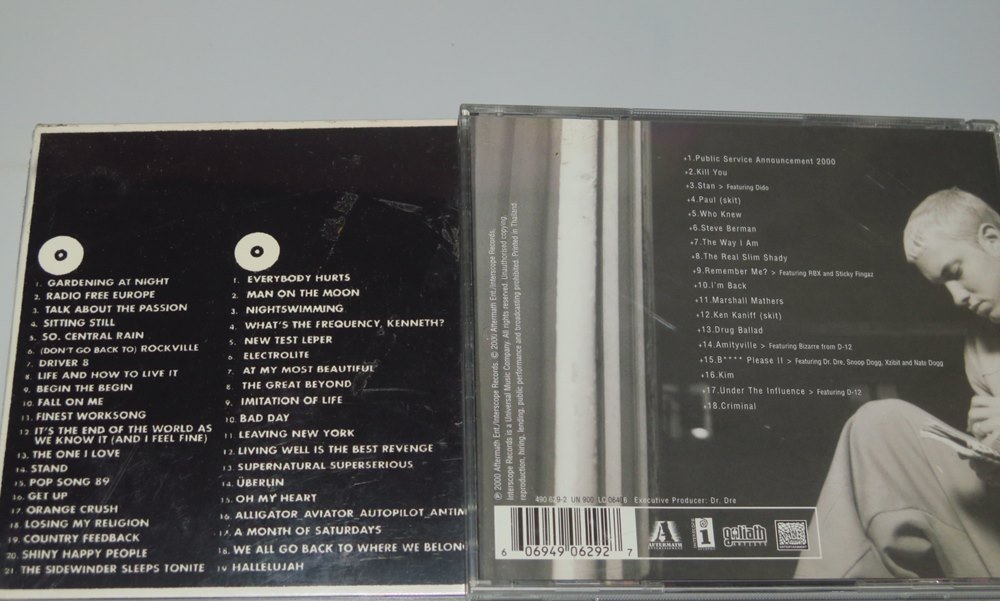 1. GARDENING AT NIGHT
2. RADIO FREE EUROPE
3. TALK ABOUT THE PASSION
4. SITTING STILL
5. SO. CENTRAL RAIN
6. (DON'T GO BACK TO) ROCKVILLE
7. DRIVER 8
8. LIFE AND HOW TO LIVE IT
9. BEGIN THE BEGIN
10. FALL ON ME
11. FINEST WORKSONG
12. IT'S THE END OF THE WORLD AS
WE KNOW IT (AND I FEEL FINE)
13. THE ONE I LOVE
14. STAND
15. POP SONG 89
16. GET UP
17. ORANGE CRUSH
18. LOSING MY RELIGION
19. COUNTRY FEEDBACK
20. SHINY HAPPY PEOPLE
21. THE SIDEWINDER SLEEPS TONITE
1. EVERYBODY HURTS
2. MAN ON THE MOON
3. NIGHTSWIMMING
4. WHAT'S THE FREQUENCY, KENNETH?
5. NEW TEST LEPER
6. ELECTROLITE
7. AT MY MOST BEAUTIFUL
8. THE GREAT BEYOND
9. IMITATION OF LIFE
10. BAD DAY
11. LEAVING NEW YORK
12. LIVING WELL IS THE BEST REVENGE
13. SUPERNATURAL SUPERSERIOUS
14. ÜBERLIN
15. OH MY HEART
16. ALLIGATOR AVIATOR AUTOPILOT ANTIM
17. A MONTH OF SATURDAYS
18. WE ALL GO BACK TO WHERE WE BELONG
19. HALLELUJAH
℗ 2000 Aftermath Ent./Interscope Records. © 2000 Aftermath Ent./Interscope Records,
Interscope Records is a Universal Music Company. All rights reserved. Unauthorised copying,
reproduction, hiring, lending, public performance and broadcasting prohibited. Printed in Thailand
+1.Public Service Announcement 2000
+2.Kill You
+3.Stan > Featuring Dido
+4.Paul (skit)
+5.Who Knew
+6.Steve Berman
+7.The Way I Am
+8.The Real Slim Shady
+9.Remember Me? > Featuring RBX and Sticky Fingaz
+10.I'm Back
+11.Marshall Mathers
+12.Ken Kaniff (skit)
+13.Drug Ballad
+14.Amityville > Featuring Bizarre from D-12
+15.B**** Please II > Featuring Dr. Dre, Snoop Dogg, Xzibit and Nate Dogg
+16.Kim
+17.Under The Influence > Featuring D-12
+18.Criminal
490 629-2 UN 900 LC 06406 Executive Producer: Dr. Dre
6 06949 06292 7
AFTERMATH
ENTERTAINMENT
INTERSCOPE
goliath